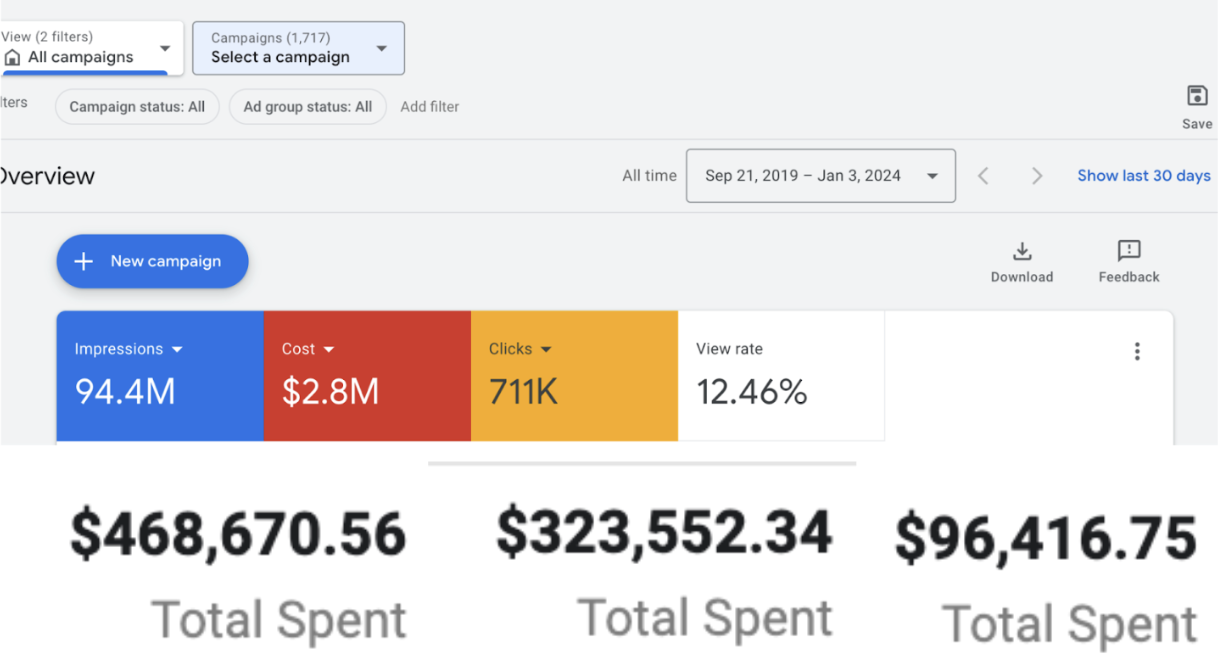 View (2 filters)
All campaigns
Campaigns (1,717)
Select a campaign
Campaign status: All
Ad group status: All
Add filter
Save
Overview
All time
Sep 21, 2019 – Jan 3, 2024
Show last 30 days
New campaign
Download
Feedback
Impressions
94.4M
Cost
$2.8M
Clicks
711K
View rate
12.46%
$468,670.56
Total Spent
$323,552.34
Total Spent
$96,416.75
Total Spent